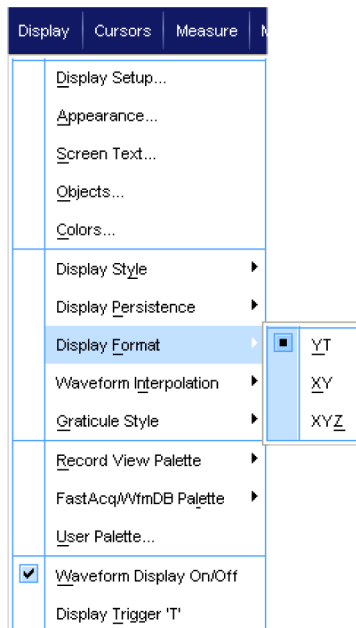 Display Cursors Measure
Display Setup...
Appearance...
Screen Text...
Objects...
Colors...
Display Style
Display Persistence
Display Format
YT
Waveform Interpolation
XY
Graticule Style
XYZ
Record View Palette
FastAcq/WfmDB Palette
User Palette...
Waveform Display On/Off
Display Trigger 'T'